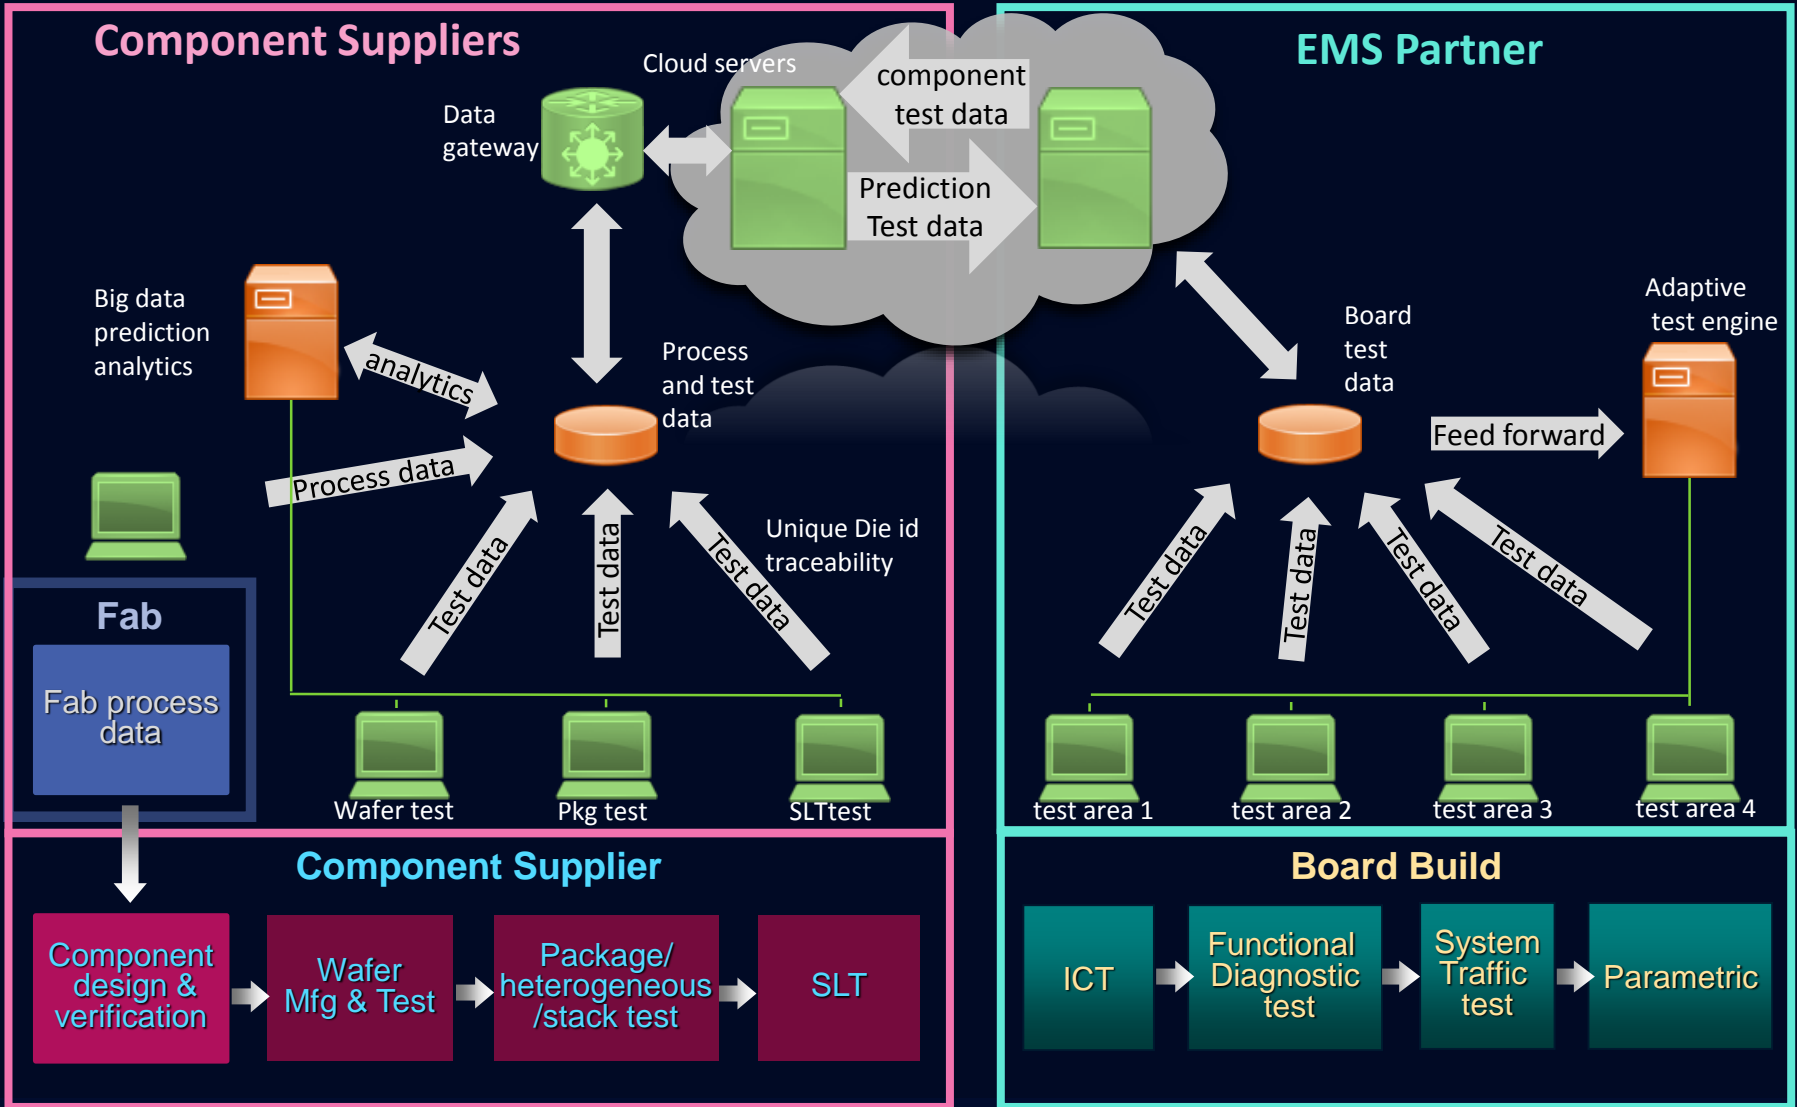 Component Suppliers
EMS Partner
Cloud servers
component
test data
Data
gateway
Prediction
Test data
Big data
prediction
analytics
analytics
Process
and test
data
Board
test
data
Adaptive
test engine
Feed forward
Process data
Test data
Test data
Test data
Unique Die id
traceability
Test data
Test data
Test data
Test data
Fab
Fab process
data
Wafer test
Pkg test
SLTtest
test area 1
test area 2
test area 3
test area 4
Component Supplier
Component
design &
verification
Wafer
Mfg & Test
Package/
heterogeneous
/stack test
SLT
Board Build
ICT
Functional
Diagnostic
test
System
Traffic
test
Parametric